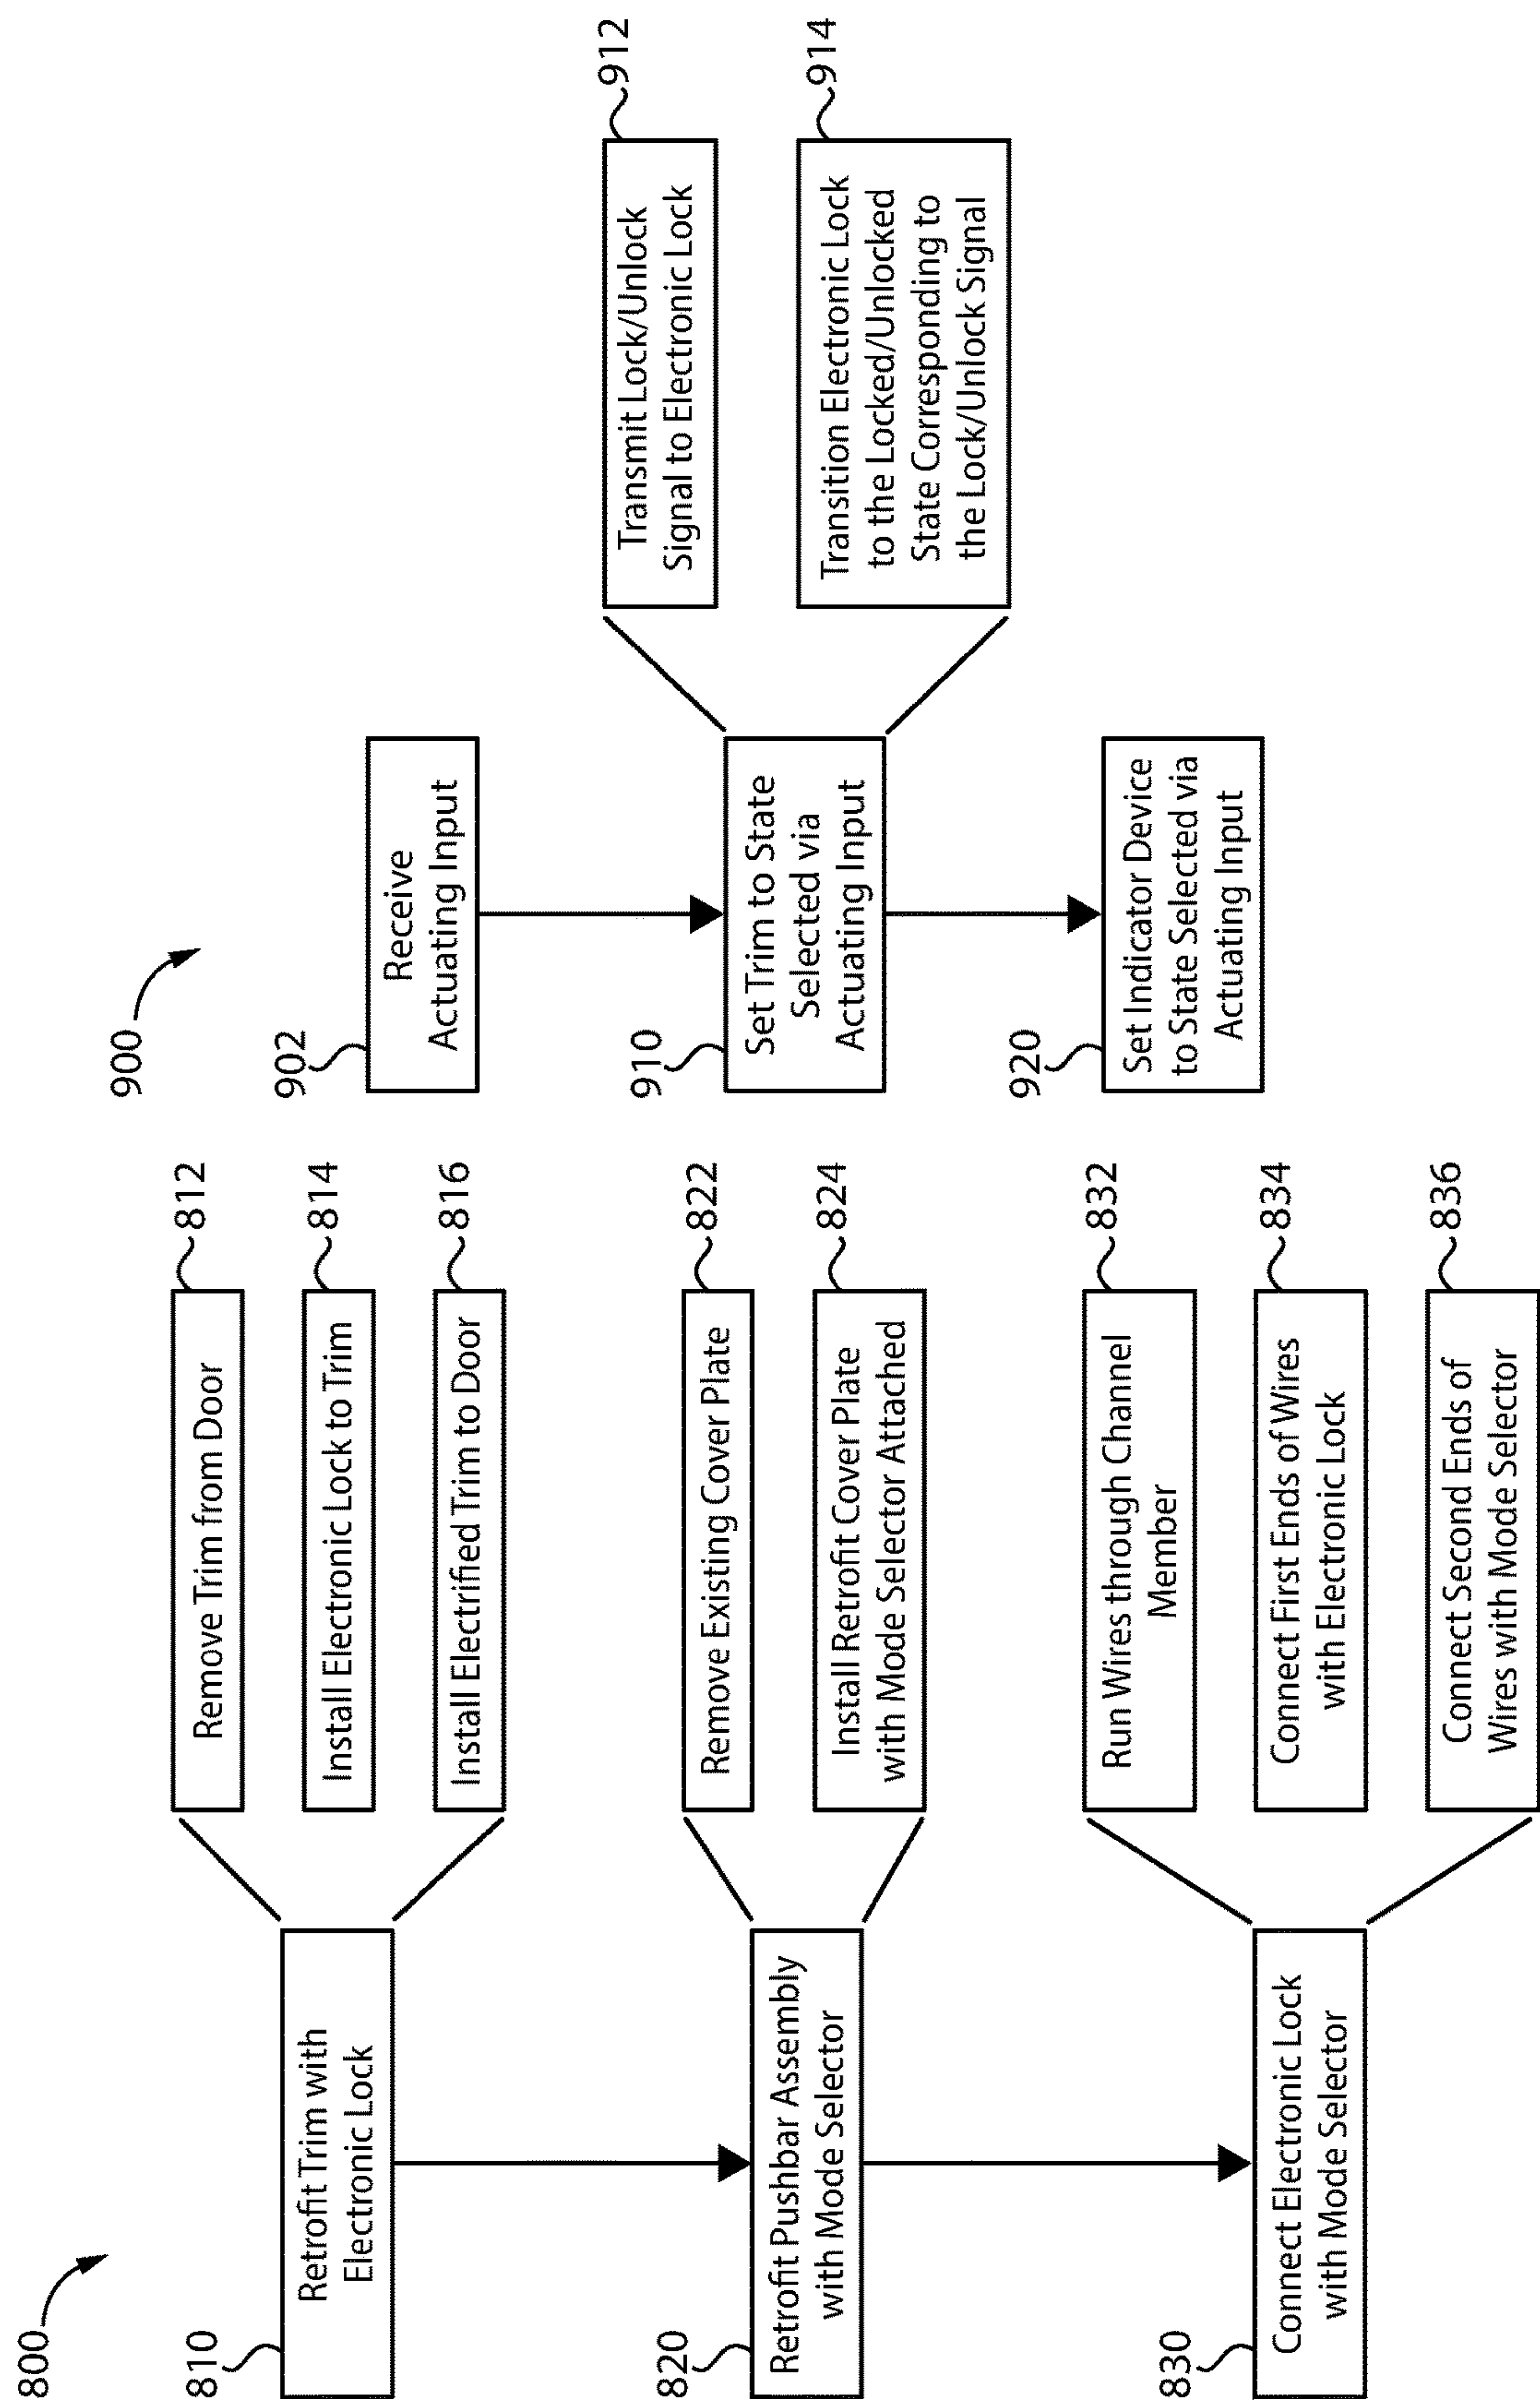 800
810
Retrofit Trim with
Electronic Lock
812
Remove Trim from Door
814
Install Electronic Lock to Trim
816
Install Electrified Trim to Door
820
Retrofit Pushbar Assembly
with Mode Selector
822
Remove Existing Cover Plate
824
Install Retrofit Cover Plate
with Mode Selector Attached
830
Connect Electronic Lock
with Mode Selector
832
Run Wires through Channel
Member
834
Connect First Ends of Wires
with Electronic Lock
836
Connect Second Ends of
Wires with Mode Selector
900
902
Receive
Actuating Input
910
Set Trim to State
Selected via
Actuating Input
912
Transmit Lock/Unlock
Signal to Electronic Lock
914
Transition Electronic Lock
to the Locked/Unlocked
State Corresponding to
the Lock/Unlock Signal
920
Set Indicator Device
to State Selected via
Actuating Input